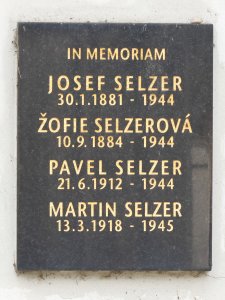 IN MEMORIAM
JOSEF SELZER
30.1.1881 - 1944
ŽOFIE SELZEROVÁ
10.9.1884 - 1944
PAVEL SELZER
21.6.1912 - 1944
MARTIN SELZER
13.3.1918 - 1945